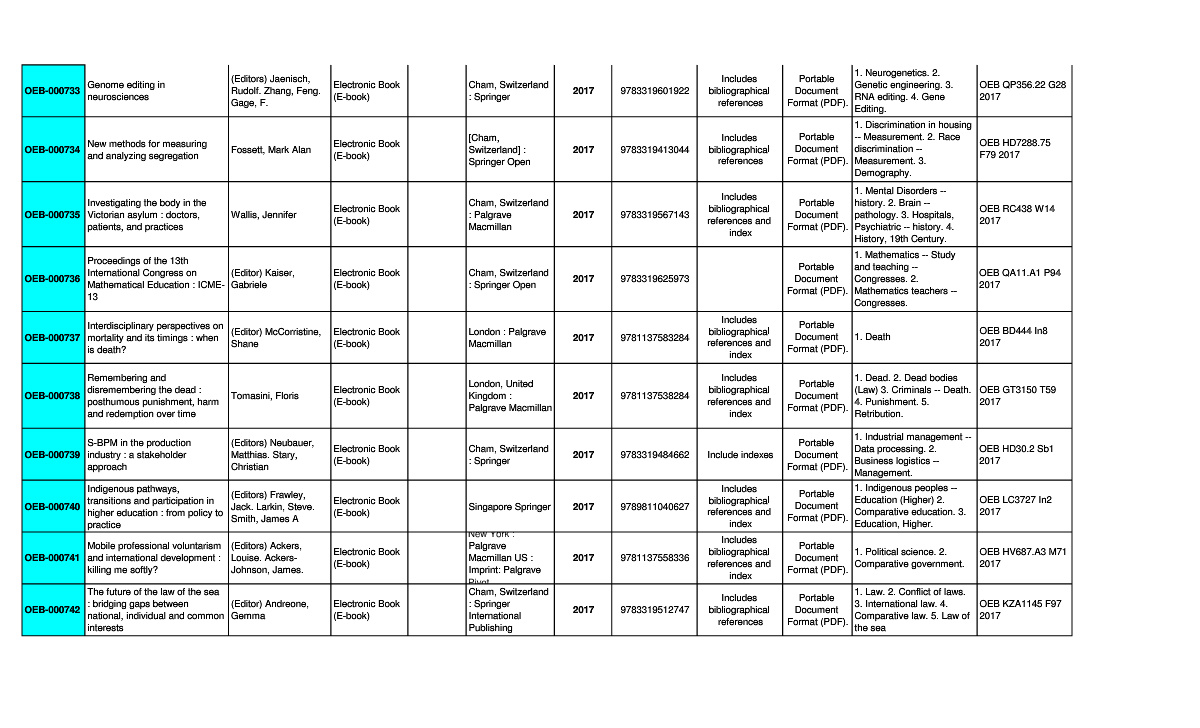 OEB-000733
Genome editing in
neurosciences
(Editors) Jaenisch,
Rudolf. Zhang, Feng.
Gage, F.
Electronic Book
(E-book)
Cham, Switzerland
: Springer
2017
9783319601922
Includes
bibliographical
references
Portable
Document
Format (PDF).
1. Neurogenetics. 2.
Genetic engineering. 3.
RNA editing. 4. Gene
Editing.
OEB QP356.22 G28
2017
OEB-000734
New methods for measuring
and analyzing segregation
Fossett, Mark Alan
Electronic Book
(E-book)
[Cham,
Switzerland] :
Springer Open
2017
9783319413044
Includes
bibliographical
references
Portable
Document
Format (PDF).
1. Discrimination in housing
-- Measurement. 2. Race
discrimination --
Measurement. 3.
Demography.
OEB HD7288.75
F79 2017
OEB-000735
Investigating the body in the
Victorian asylum : doctors,
patients, and practices
Wallis, Jennifer
Electronic Book
(E-book)
Cham, Switzerland
: Palgrave
Macmillan
2017
9783319567143
Includes
bibliographical
references and
index
Portable
Document
Format (PDF).
1. Mental Disorders --
history. 2. Brain --
pathology. 3. Hospitals,
Psychiatric -- history. 4.
History, 19th Century.
OEB RC438 W14
2017
OEB-000736
Proceedings of the 13th
International Congress on
Mathematical Education : ICME-
13
(Editor) Kaiser,
Gabriele
Electronic Book
(E-book)
Cham, Switzerland
: Springer Open
2017
9783319625973
Portable
Document
Format (PDF).
1. Mathematics -- Study
and teaching --
Congresses. 2.
Mathematics teachers --
Congresses.
OEB QA11.A1 P94
2017
OEB-000737
Interdisciplinary perspectives on
mortality and its timings : when
is death?
(Editor) McCorristine,
Shane
Electronic Book
(E-book)
London : Palgrave
Macmillan
2017
9781137583284
Includes
bibliographical
references and
index
Portable
Document
Format (PDF).
1. Death
OEB BD444 In8
2017
OEB-000738
Remembering and
disremembering the dead :
posthumous punishment, harm
and redemption over time
Tomasini, Floris
Electronic Book
(E-book)
London, United
Kingdom :
Palgrave Macmillan
2017
9781137538284
Includes
bibliographical
references and
index
Portable
Document
Format (PDF).
1. Dead. 2. Dead bodies
(Law) 3. Criminals -- Death.
4. Punishment. 5.
Retribution.
OEB GT3150 T59
2017
OEB-000739
S-BPM in the production
industry : a stakeholder
approach
(Editors) Neubauer,
Matthias. Stary,
Christian
Electronic Book
(E-book)
Cham, Switzerland
: Springer
2017
9783319484662
Include indexes
Portable
Document
Format (PDF).
1. Industrial management --
Data processing. 2.
Business logistics --
Management.
OEB HD30.2 Sb1
2017
OEB-000740
Indigenous pathways,
transitions and participation in
higher education : from policy to
practice
(Editors) Frawley,
Jack. Larkin, Steve.
Smith, James A
Electronic Book
(E-book)
Singapore Springer
2017
9789811040627
Includes
bibliographical
references and
index
Portable
Document
Format (PDF).
1. Indigenous peoples --
Education (Higher) 2.
Comparative education. 3.
Education, Higher.
OEB LC3727 In2
2017
OEB-000741
Mobile professional voluntarism
and international development :
killing me softly?
(Editors) Ackers,
Louise. Ackers-
Johnson, James.
Electronic Book
(E-book)
New York :
Palgrave
Macmillan US :
Imprint: Palgrave
Pivot
2017
9781137558336
Includes
bibliographical
references and
index
Portable
Document
Format (PDF).
1. Political science. 2.
Comparative government.
OEB HV687.A3 M71
2017
OEB-000742
The future of the law of the sea
: bridging gaps between
national, individual and common
interests
(Editor) Andreone,
Gemma
Electronic Book
(E-book)
Cham, Switzerland
: Springer
International
Publishing
2017
9783319512747
Includes
bibliographical
references
Portable
Document
Format (PDF).
1. Law. 2. Conflict of laws.
3. International law. 4.
Comparative law. 5. Law of
the sea
OEB KZA1145 F97
2017